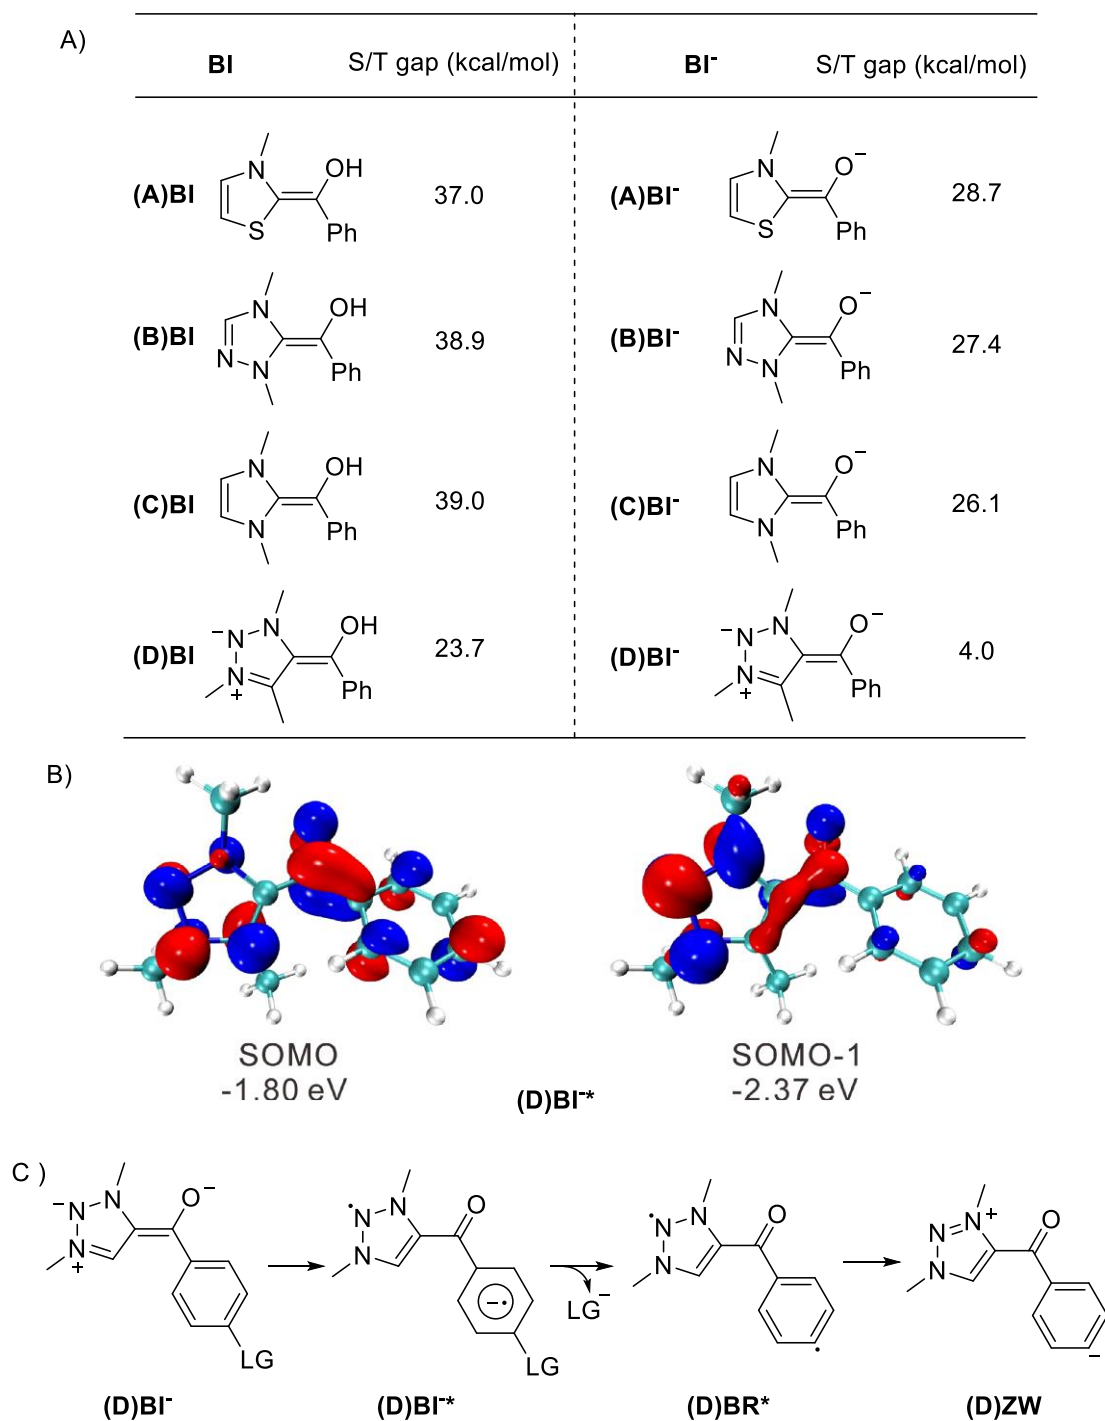 A)
BI S/T gap (kcal/mol) BI⁻ S/T gap (kcal/mol)
(A)BI N S OH Ph 37.0 (A)BI⁻ N S O⁻ Ph 28.7
(B)BI N N N OH Ph 38.9 (B)BI⁻ N N N O⁻ Ph 27.4
(C)BI N N OH Ph 39.0 (C)BI⁻ N N O⁻ Ph 26.1
(D)BI ⁻N N N + OH Ph 23.7 (D)BI⁻ ⁻N N N + O⁻ Ph 4.0
B)
SOMO SOMO-1
-1.80 eV -2.37 eV
(D)BI⁻*
C )
⁻N N N + O⁻ LG
·N N N O −· LG
LG⁻
·N N N O ·
N N + N O −
(D)BI⁻ (D)BI⁻* (D)BR* (D)ZW